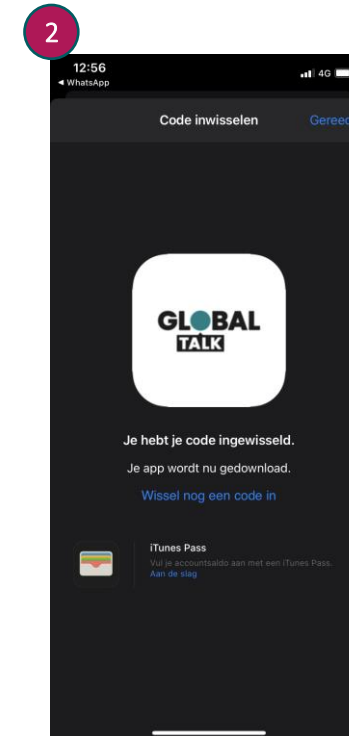 2
12:56
4G
◀ WhatsApp
Code inwisselen
Gereed
GLOBAL
TALK
Je hebt je code ingewisseld.
Je app wordt nu gedownload.
Wissel nog een code in
iTunes Pass
Vul je accountsaldo aan met een iTunes Pass.
Aan de slag